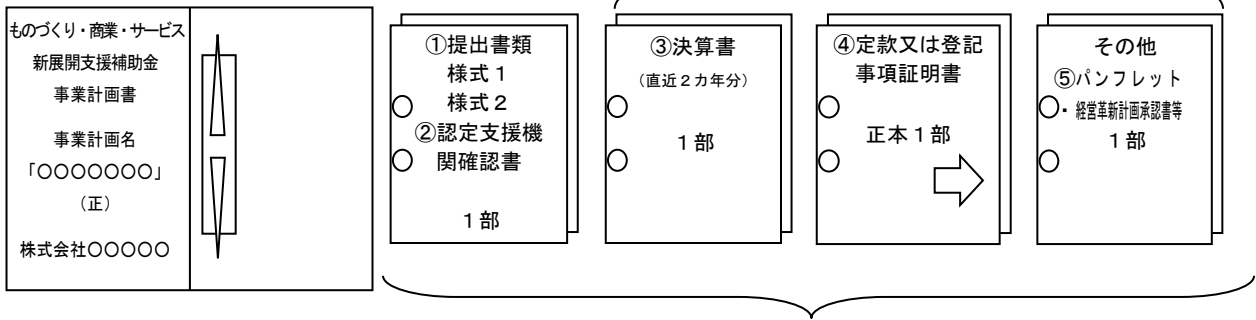 ものづくり・商業・サービス
新展開支援補助金
事業計画書
事業計画名
「○○○○○○○」
（正）
株式会社○○○○○
①提出書類
様式１
様式２
②認定支援機
関確認書
１部
③決算書
（直近２カ年分）
１部
④定款又は登記
事項証明書
正本１部
その他
⑤パンフレット
・経営革新計画承認書等
１部